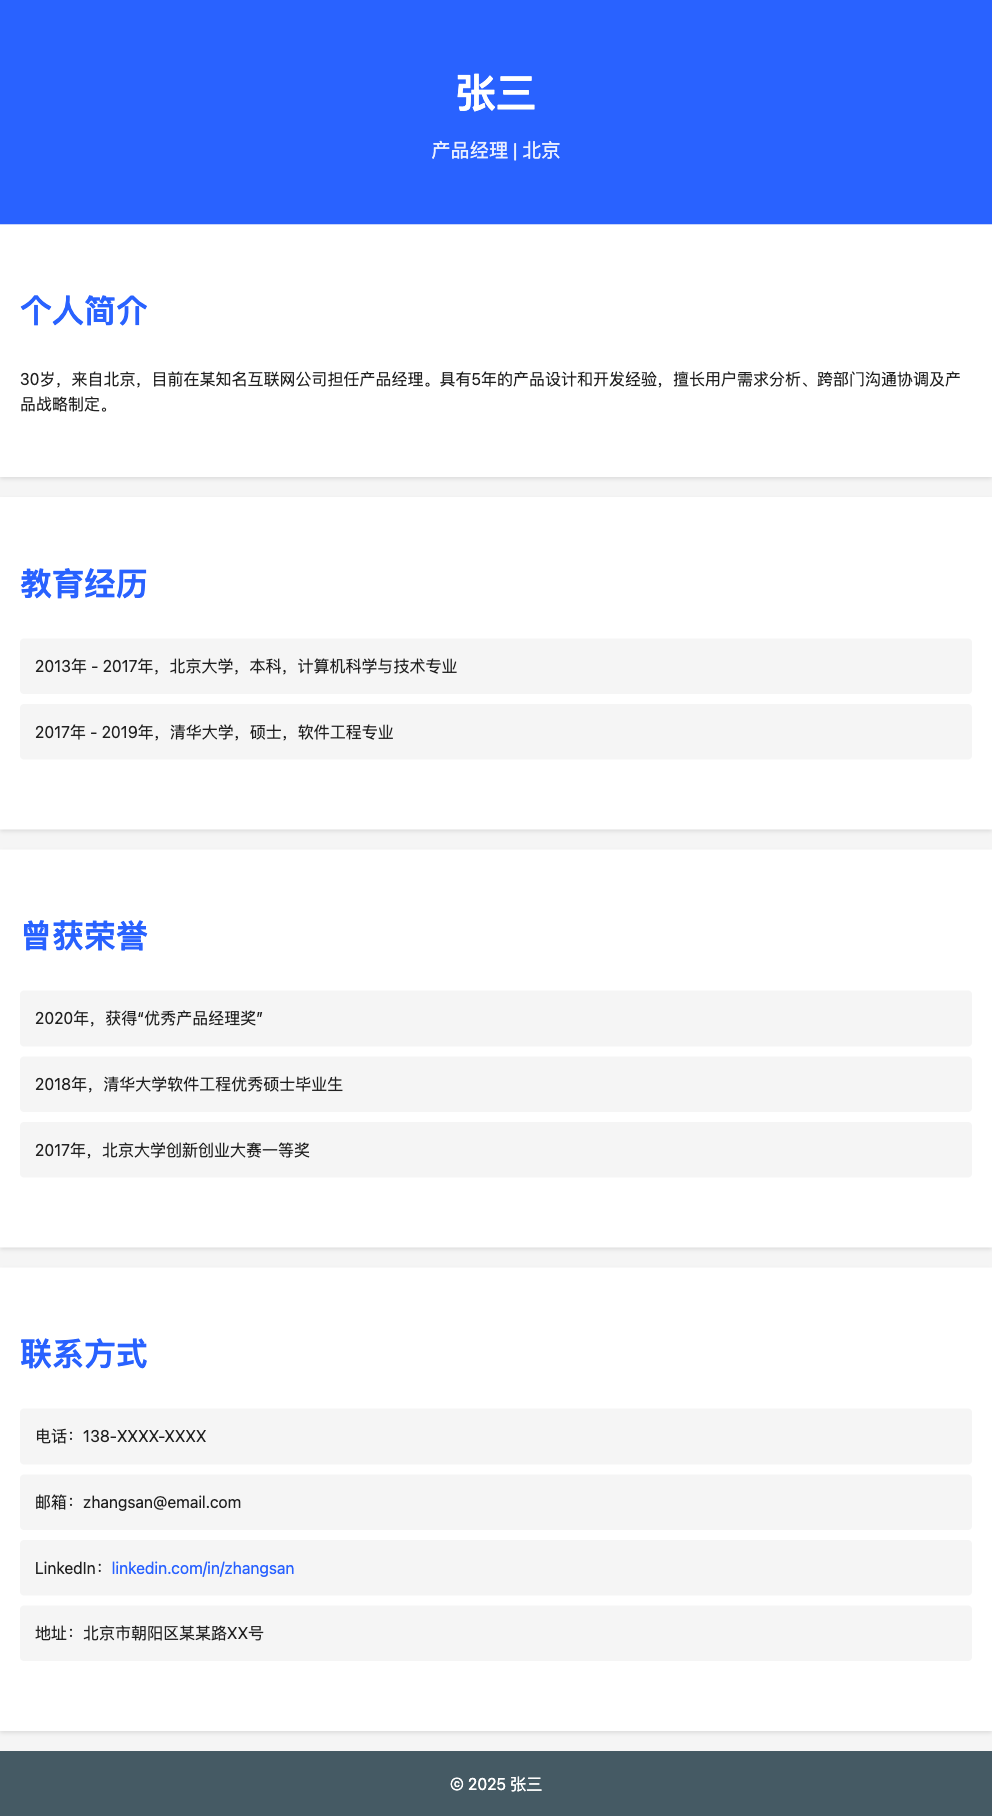 张三
产品经理 | 北京
个人简介
30岁，来自北京，目前在某知名互联网公司担任产品经理。具有5年的产品设计和开发经验，擅长用户需求分析、跨部门沟通协调及产
品战略制定。
教育经历
2013年 - 2017年，北京大学，本科，计算机科学与技术专业
2017年 - 2019年，清华大学，硕士，软件工程专业
曾获荣誉
2020年，获得“优秀产品经理奖”
2018年，清华大学软件工程优秀硕士毕业生
2017年，北京大学创新创业大赛一等奖
联系方式
电话：138-XXXX-XXXX
邮箱：zhangsan@email.com
LinkedIn：linkedin.com/in/zhangsan
地址：北京市朝阳区某某路XX号
© 2025 张三